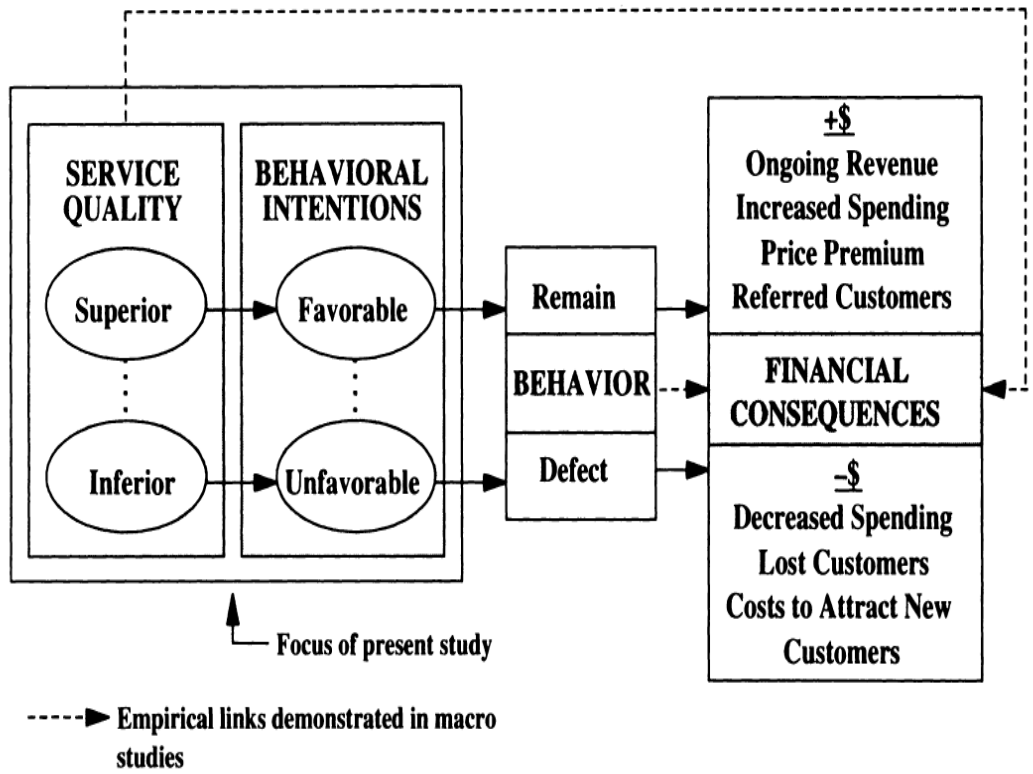 SERVICE
QUALITY
Superior
Inferior
BEHAVIORAL
INTENTIONS
Favorable
Unfavorable
Remain
BEHAVIOR
Defect
+$
Ongoing Revenue
Increased Spending
Price Premium
Referred Customers
FINANCIAL
CONSEQUENCES
–$
Decreased Spending
Lost Customers
Costs to Attract New
Customers
Focus of present study
Empirical links demonstrated in macro
studies